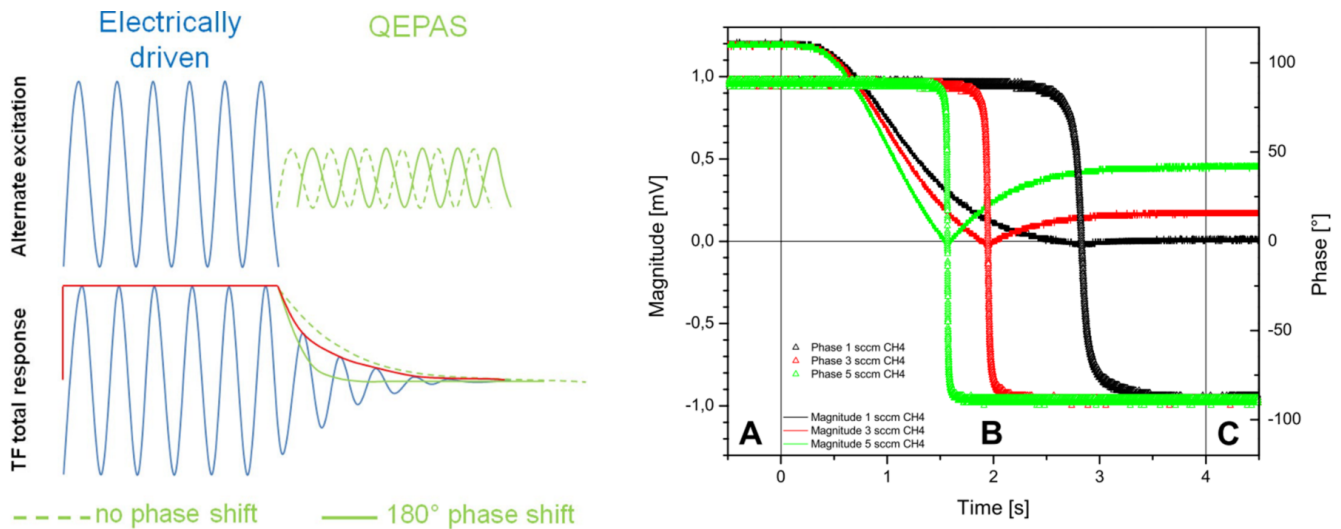 Electrically
driven
QEPAS
Alternate excitation
TF total response
no phase shift
180° phase shift
Magnitude [mV]
1,0
0,5
0,0
-0,5
-1,0
Phase 1 sccm CH4
Phase 3 sccm CH4
Phase 5 sccm CH4
Magnitude 1 sccm CH4
Magnitude 3 sccm CH4
Magnitude 5 sccm CH4
A
B
C
0
1
2
3
4
Time [s]
100
50
0
-50
-100
Phase [°]